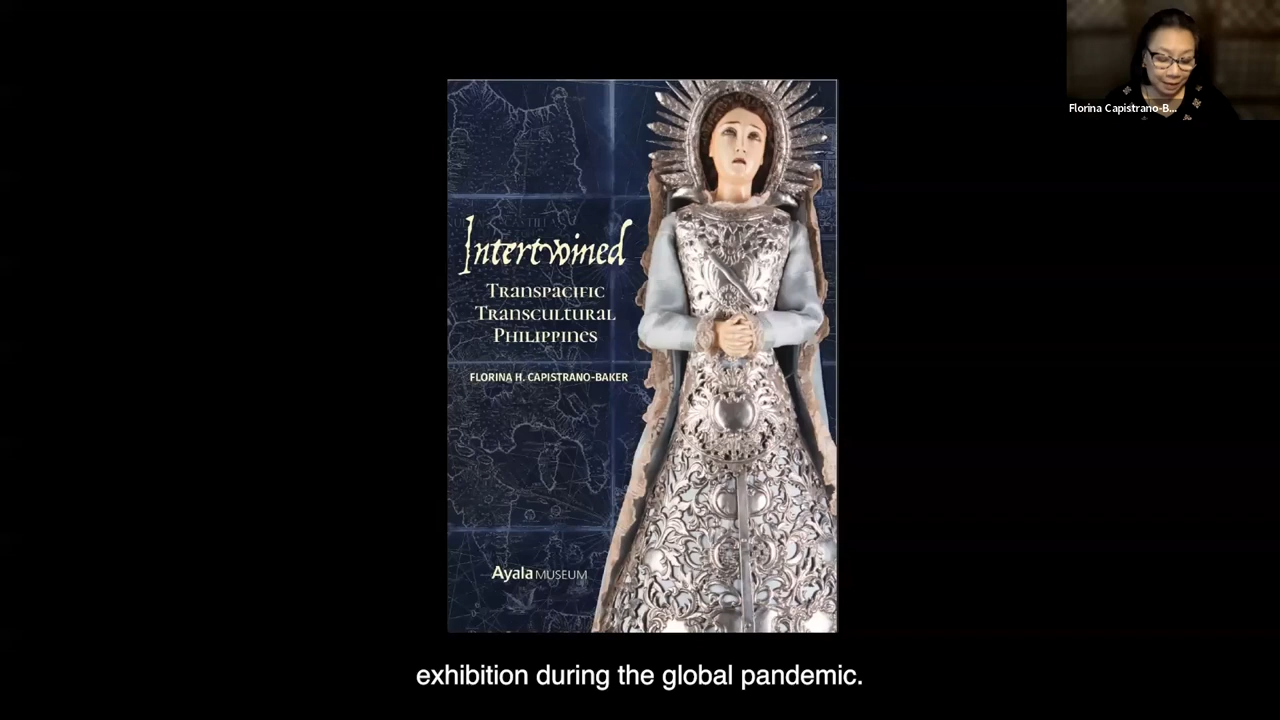 Florina Capistrano-B...
Intertwined
Transpacific
Transcultural
Philippines
FLORINA H. CAPISTRANO-BAKER
Ayala MUSEUM
exhibition during the global pandemic.